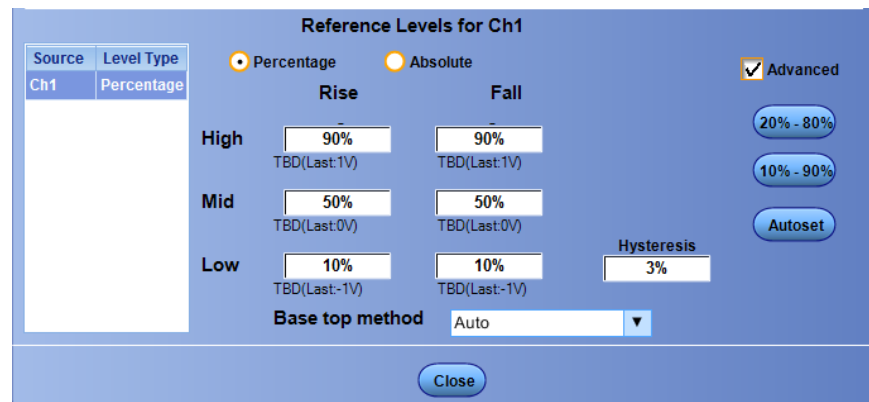 Reference Levels for Ch1
Source Level Type
Ch1 Percentage
Percentage Absolute
Advanced
Rise Fall
High 90% 90%
TBD(Last:1V) TBD(Last:1V)
Mid 50% 50%
TBD(Last:0V) TBD(Last:0V)
Low 10% 10%
TBD(Last:-1V) TBD(Last:-1V)
Hysteresis
3%
20% - 80%
10% - 90%
Autoset
Base top method Auto
Close